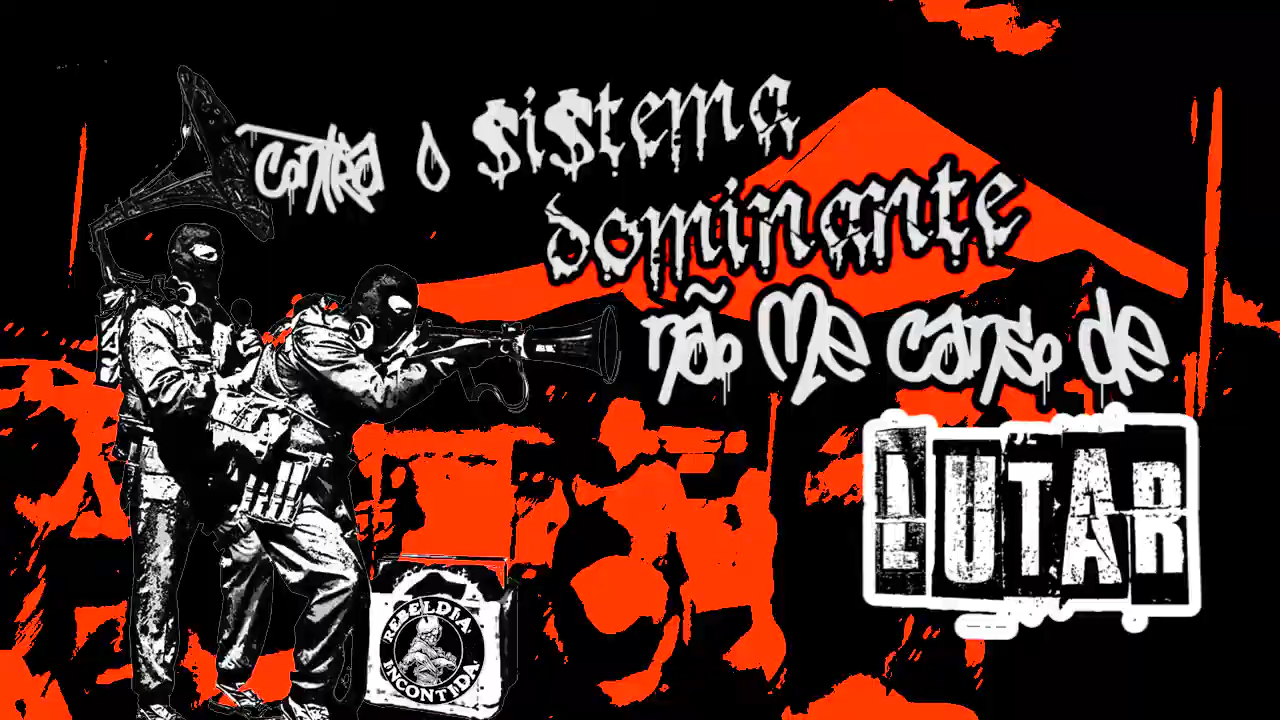 contra o $i$tema
dominante
não Me canso de
LUTAR
REBELDIA
INCONTIDA